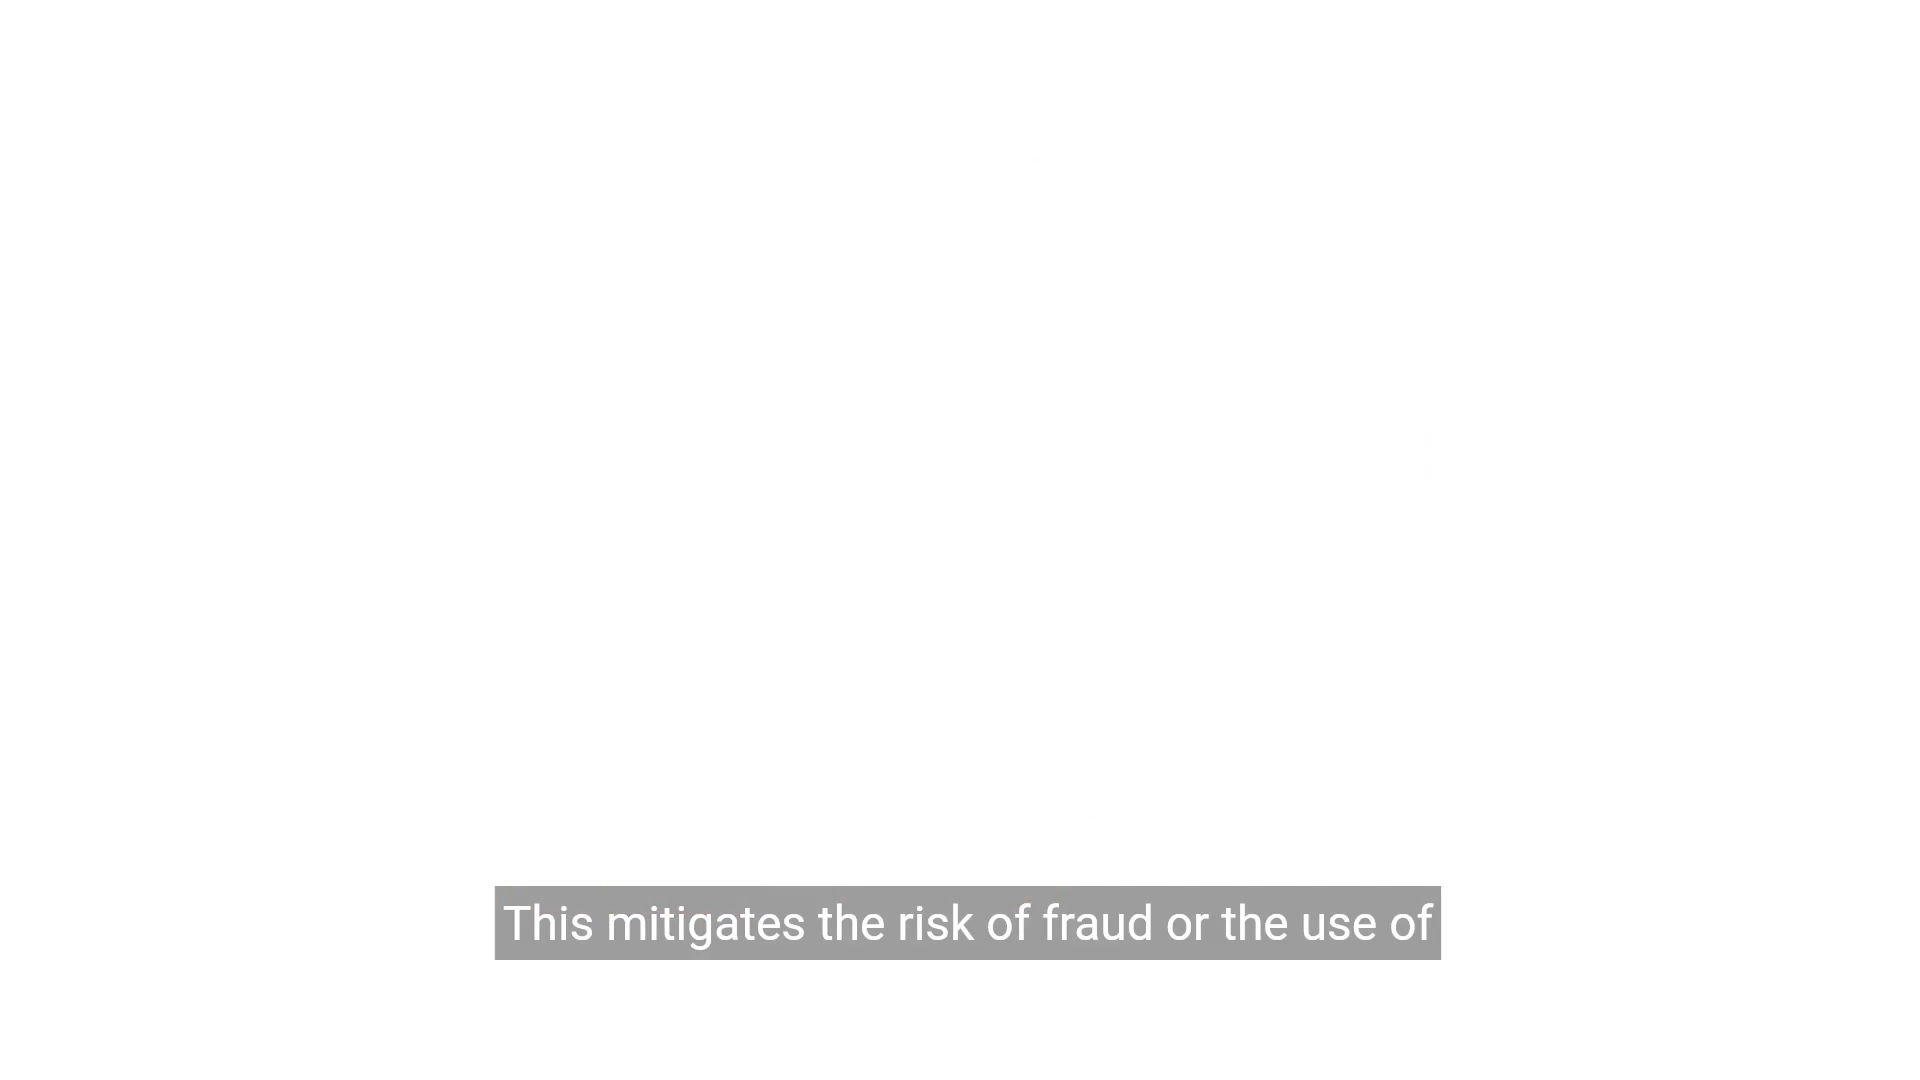 This mitigates the risk of fraud or the use of